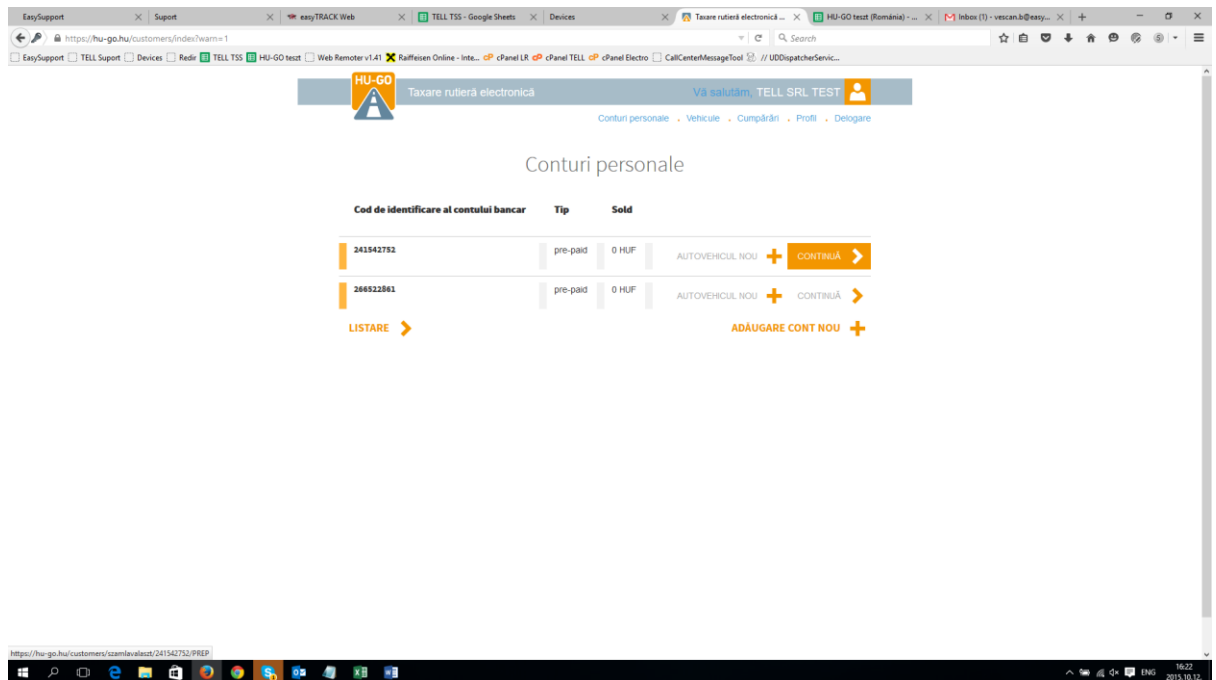 EasySupport Suport easyTRACK Web TELL TSS - Google Sheets Devices Taxare rutieră electronică ... HU-GO teszt (România) - ... Inbox (1) - vescan.b@easy...
https://hu-go.hu/customers/index?warn=1 Search
EasySupport TELL Suport Devices Redir TELL TSS HU-GO teszt Web Remoter v1.41 Raiffeisen Online - Inte... cPanel LR cPanel TELL cPanel Electro CallCenterMessageTool // UDDispatcherServic...
HU-GO
Taxare rutieră electronică Vă salutăm, TELL SRL TEST
Conturi personale Vehicule Cumpărări Profil Delogare
Conturi personale
Cod de identificare al contului bancar Tip Sold
241542752 pre-paid 0 HUF AUTOVEHICUL NOU CONTINUĂ
266522861 pre-paid 0 HUF AUTOVEHICUL NOU CONTINUĂ
LISTARE ADĂUGARE CONT NOU
https://hu-go.hu/customers/szamlavalaszt/241542752/PREP
ENG 16:22
2015.10.12.